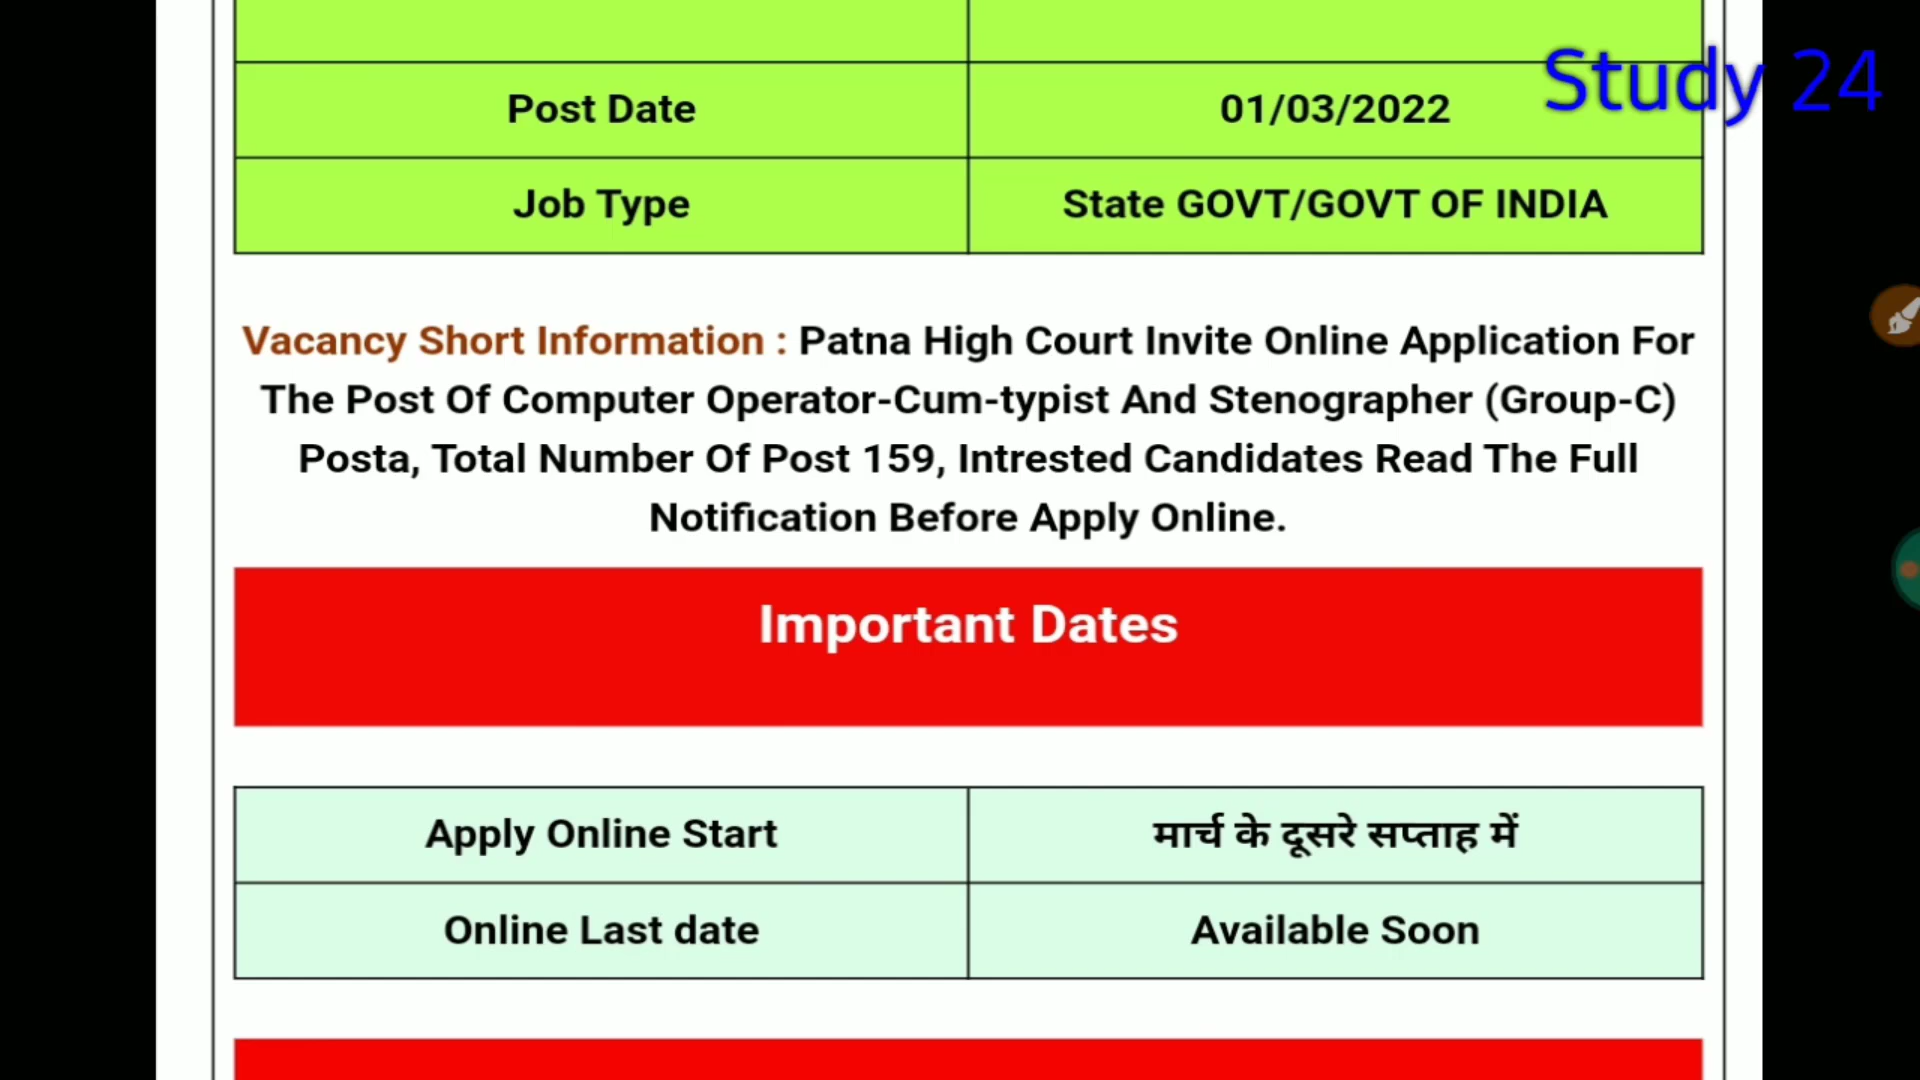 Study 24
Post Date 01/03/2022
Job Type State GOVT/GOVT OF INDIA
Vacancy Short Information : Patna High Court Invite Online Application For
The Post Of Computer Operator-Cum-typist And Stenographer (Group-C)
Posta, Total Number Of Post 159, Intrested Candidates Read The Full
Notification Before Apply Online.
Important Dates
Apply Online Start मार्च के दूसरे सप्ताह में
Online Last date Available Soon